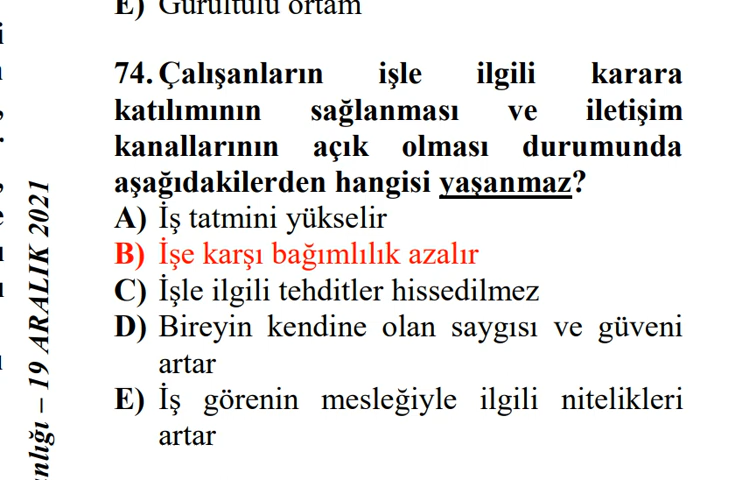 E) Gürültülü ortam
74. Çalışanların işle ilgili karara
katılımının sağlanması ve iletişim
kanallarının açık olması durumunda
aşağıdakilerden hangisi yaşanmaz?
A) İş tatmini yükselir
B) İşe karşı bağımlılık azalır
C) İşle ilgili tehditler hissedilmez
D) Bireyin kendine olan saygısı ve güveni
artar
E) İş görenin mesleğiyle ilgili nitelikleri
artar
– 19 ARALIK 2021